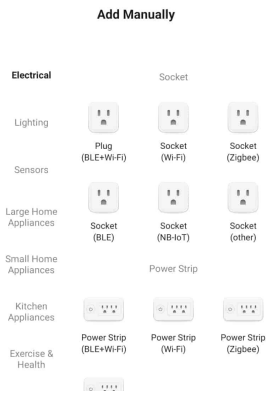 Add Manually
Electrical
Lighting
Sensors
Large Home
Appliances
Small Home
Appliances
Kitchen
Appliances
Exercise &
Health
Socket
Plug
(BLE+Wi-Fi)
Socket
(Wi-Fi)
Socket
(Zigbee)
Socket
(BLE)
Socket
(NB-IoT)
Socket
(other)
Power Strip
Power Strip
(BLE+Wi-Fi)
Power Strip
(Wi-Fi)
Power Strip
(Zigbee)